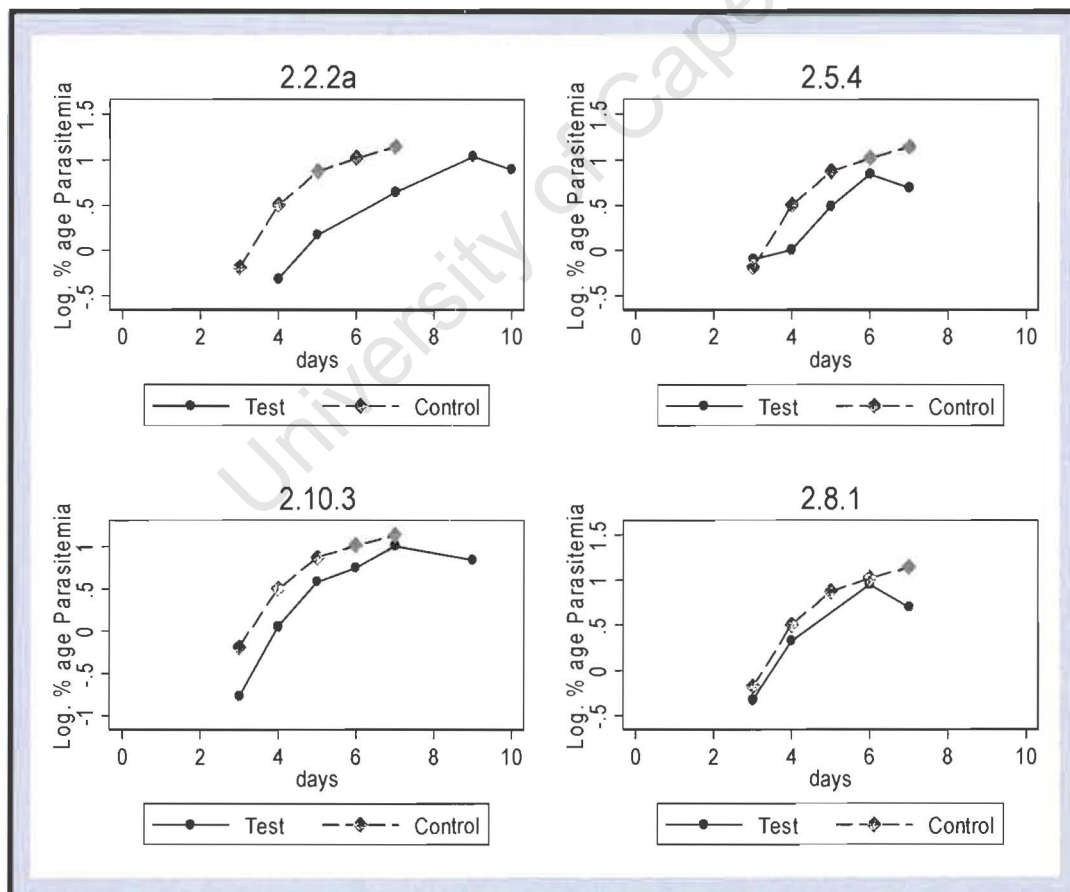 2.2.2a
Log. % age Parasitemia
-.5 0 .5 1 1.5
0 2 4 6 8 10
days
Test Control
2.5.4
Log. % age Parasitemia
-.5 0 .5 1 1.5
0 2 4 6 8 10
days
Test Control
2.10.3
Log. % age Parasitemia
-1 -.5 0 .5 1
0 2 4 6 8 10
days
Test Control
2.8.1
Log. % age Parasitemia
-.5 0 .5 1 1.5
0 2 4 6 8 10
days
Test Control
University of Cape